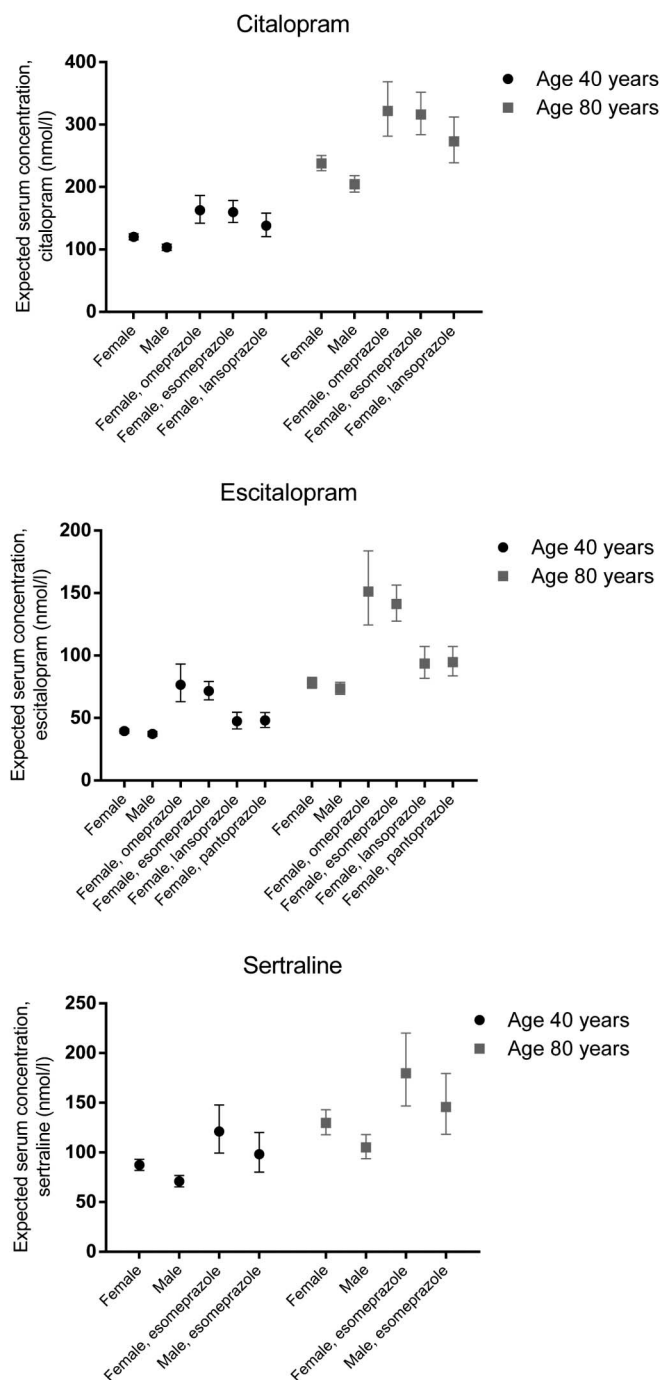 Citalopram
Expected serum concentration,
citalopram (nmol/l)
400
300
200
100
0
Age 40 years
Age 80 years
Female
Male
Female, omeprazole
Female, esomeprazole
Female, lansoprazole
Female
Male
Female, omeprazole
Female, esomeprazole
Female, lansoprazole
Escitalopram
Expected serum concentration,
escitalopram (nmol/l)
200
150
100
50
0
Age 40 years
Age 80 years
Female
Male
Female, omeprazole
Female, esomeprazole
Female, lansoprazole
Female, pantoprazole
Female
Male
Female, omeprazole
Female, esomeprazole
Female, lansoprazole
Female, pantoprazole
Sertraline
Expected serum concentration,
sertraline (nmol/l)
250
200
150
100
50
0
Age 40 years
Age 80 years
Female
Male
Female, esomeprazole
Male, esomeprazole
Female
Male
Female, esomeprazole
Male, esomeprazole